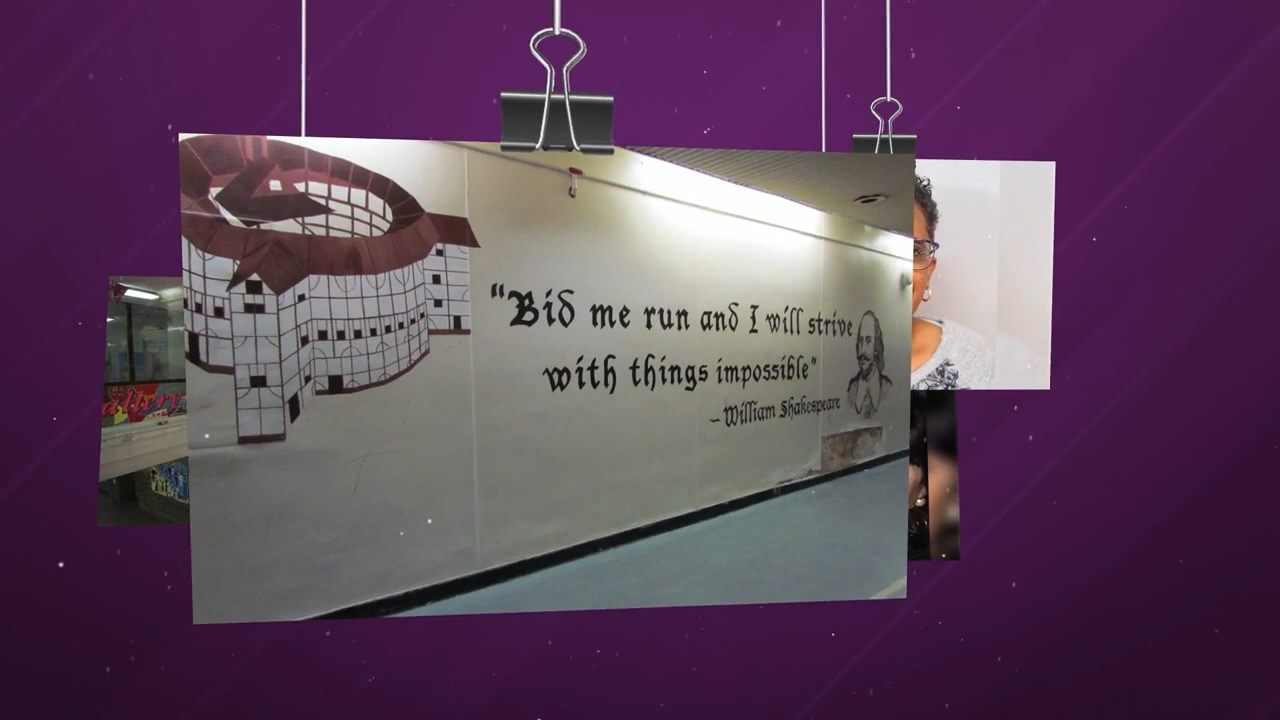 "Bid me run and I will strive
with things impossible"
~William Shakespeare